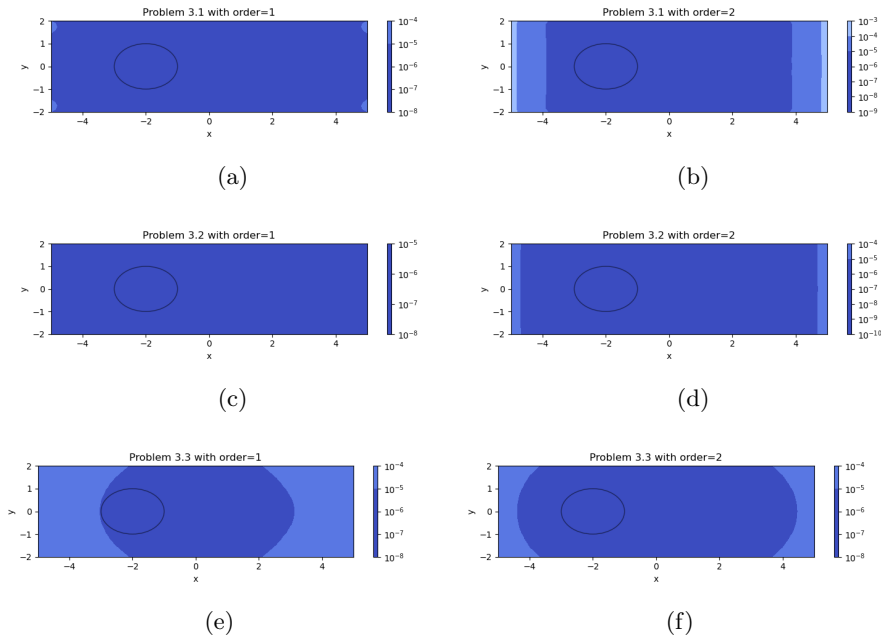 Problem 3.1 with order=1
2
1
0
−1
−2
y
−4 −2 0 2 4
x
10⁻⁴
10⁻⁵
10⁻⁶
10⁻⁷
10⁻⁸
(a)
Problem 3.1 with order=2
2
1
0
−1
−2
y
−4 −2 0 2 4
x
10⁻³
10⁻⁴
10⁻⁵
10⁻⁶
10⁻⁷
10⁻⁸
10⁻⁹
(b)
Problem 3.2 with order=1
2
1
0
−1
−2
y
−4 −2 0 2 4
x
10⁻⁵
10⁻⁶
10⁻⁷
10⁻⁸
(c)
Problem 3.2 with order=2
2
1
0
−1
−2
y
−4 −2 0 2 4
x
10⁻⁴
10⁻⁵
10⁻⁶
10⁻⁷
10⁻⁸
10⁻⁹
10⁻¹⁰
(d)
Problem 3.3 with order=1
2
1
0
−1
−2
y
−4 −2 0 2 4
x
10⁻⁴
10⁻⁵
10⁻⁶
10⁻⁷
10⁻⁸
(e)
Problem 3.3 with order=2
2
1
0
−1
−2
y
−4 −2 0 2 4
x
10⁻⁴
10⁻⁵
10⁻⁶
10⁻⁷
10⁻⁸
(f)